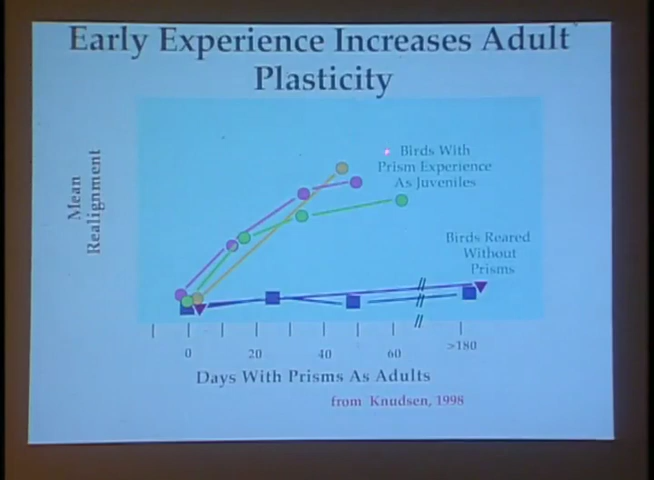 Early Experience Increases Adult
Plasticity
Mean
Realignment
Birds With
Prism Experience
As Juveniles
Birds Reared
Without
Prisms
0
20
40
60
>180
Days With Prisms As Adults
from Knudsen, 1998